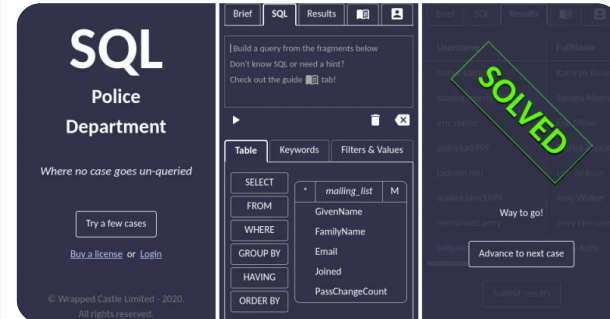 SQL
Police
Department
Where no case goes un-queried
Try a few cases
Buy a license or Login
© Wrapped Castle Limited - 2020.
All rights reserved.
Brief SQL Results
Build a query from the fragments below
Don't know SQL or need a hint?
Check out the guide tab!
Table Keywords Filters & Values
SELECT
FROM
WHERE
GROUP BY
HAVING
ORDER BY
* mailing_list M
GivenName
FamilyName
Email
Joined
PassChangeCount
Brief SQL Results
Username FullName
SOLVED
Way to go!
Advance to next case
Submit results